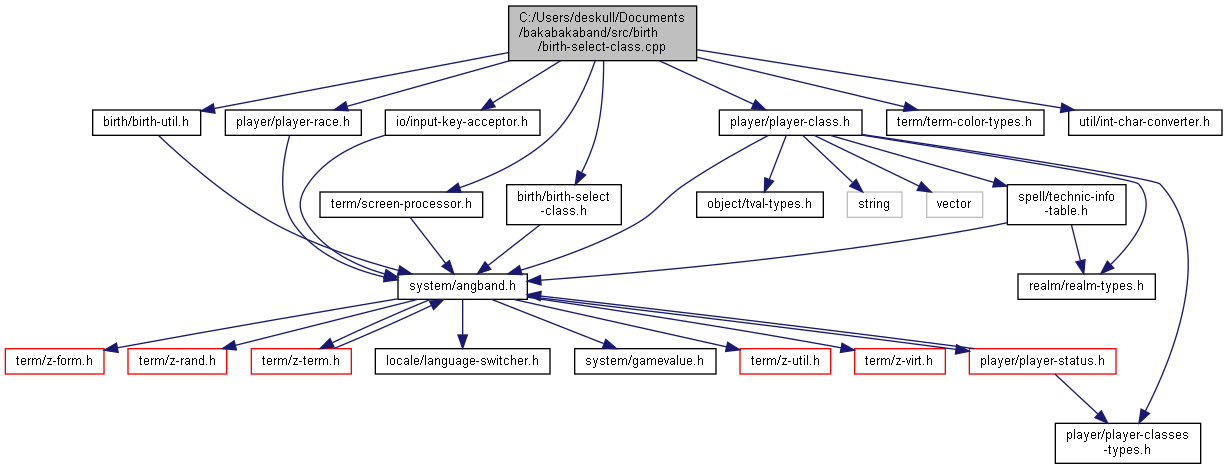 C:/Users/deskull/Documents
/bakabakaband/src/birth
/birth-select-class.cpp
birth/birth-util.h
player/player-race.h
io/input-key-acceptor.h
player/player-class.h
term/term-color-types.h
util/int-char-converter.h
term/screen-processor.h
birth/birth-select
-class.h
object/tval-types.h
string
vector
spell/technic-info
-table.h
system/angband.h
realm/realm-types.h
term/z-form.h
term/z-rand.h
term/z-term.h
locale/language-switcher.h
system/gamevalue.h
term/z-util.h
term/z-virt.h
player/player-status.h
player/player-classes
-types.h